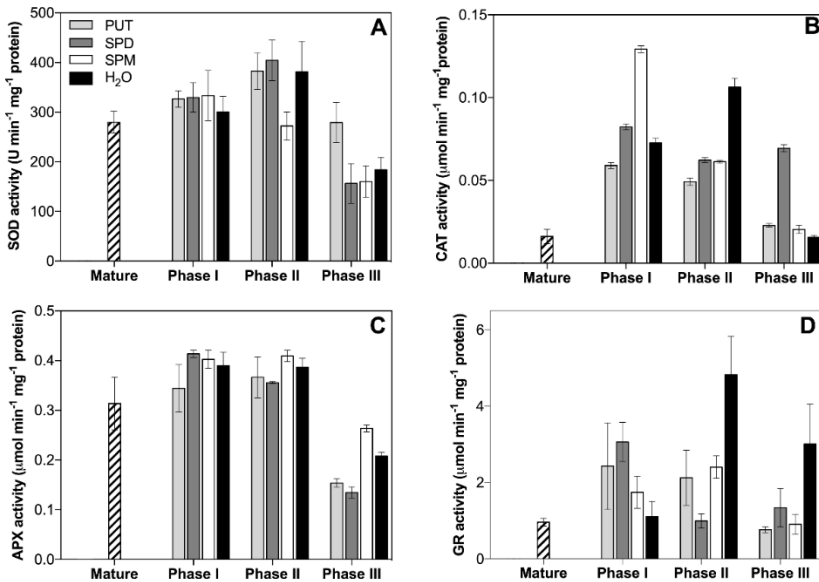 A
PUT
SPD
SPM
H₂O
SOD activity (U min⁻¹ mg⁻¹ protein)
500
400
300
200
100
0
Mature Phase I Phase II Phase III
B
CAT activity (μmol min⁻¹ mg⁻¹protein)
0.15
0.10
0.05
0.00
Mature Phase I Phase II Phase III
C
APX activity (μmol min⁻¹ mg⁻¹ protein)
0.5
0.4
0.3
0.2
0.1
0.0
Mature Phase I Phase II Phase III
D
GR activity (μmol min⁻¹ mg⁻¹protein)
6
4
2
0
Mature Phase I Phase II Phase III